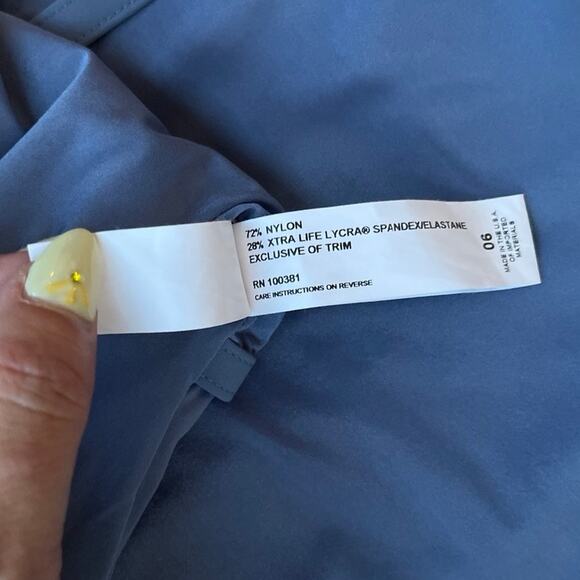 72% NYLON
28% XTRA LIFE LYCRA® SPANDEX/ELASTANE
EXCLUSIVE OF TRIM
RN 100381
CARE INSTRUCTIONS ON REVERSE
06
MADE IN THE U.S.A.
OF IMPORTED
MATERIALS